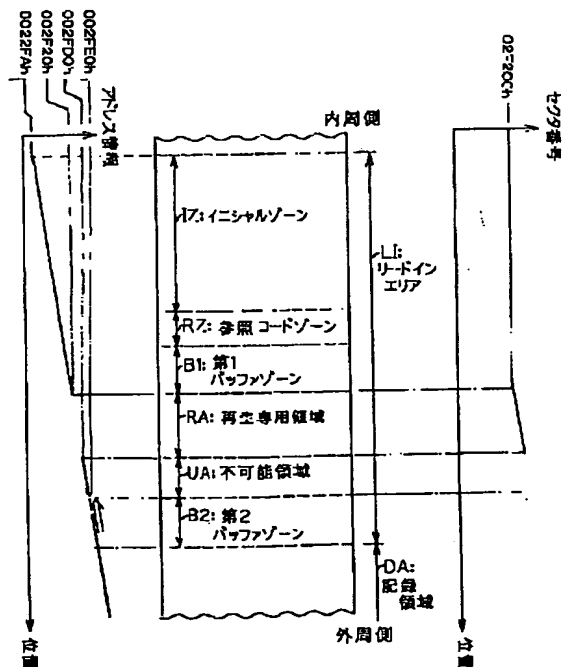 002FE0h
002FD0h
002F20h
0022FAh
アドレス情報
位置
内周側
IZ: イニシャルゾーン
RZ: 参照コードゾーン
B1: 第1
バッファゾーン
RA: 再生専用領域
UA: 不可能領域
B2: 第2
バッファゾーン
外周側
LI:
リードイン
エリア
DA:
記録
領域
セクタ番号
位置